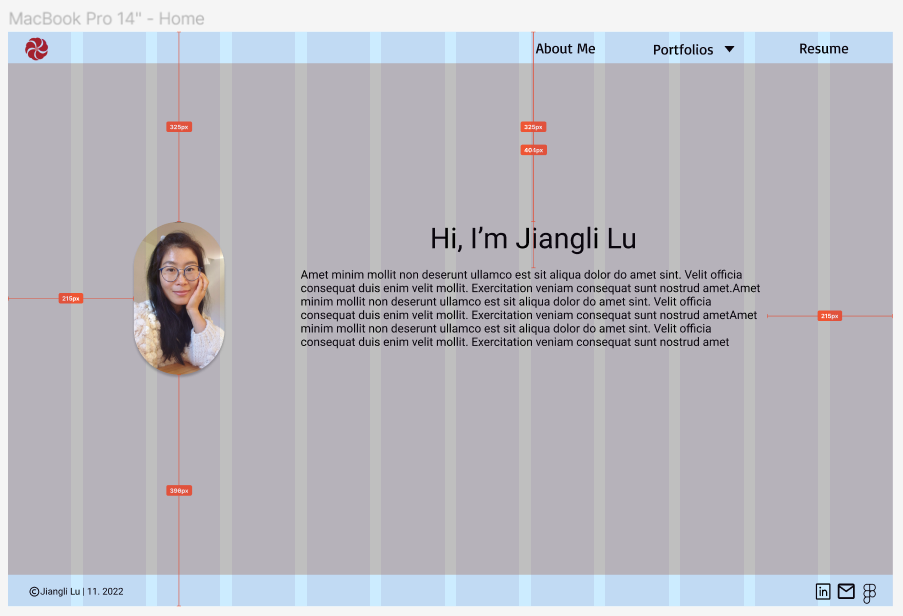 MacBook Pro 14" - Home
About Me
Portfolios
Resume
325px
325px
404px
Hi, I’m Jiangli Lu
Amet minim mollit non deserunt ullamco est sit aliqua dolor do amet sint. Velit officia
consequat duis enim velit mollit. Exercitation veniam consequat sunt nostrud amet.Amet
minim mollit non deserunt ullamco est sit aliqua dolor do amet sint. Velit officia
consequat duis enim velit mollit. Exercitation veniam consequat sunt nostrud ametAmet
minim mollit non deserunt ullamco est sit aliqua dolor do amet sint. Velit officia
consequat duis enim velit mollit. Exercitation veniam consequat sunt nostrud amet
215px
215px
398px
©Jiangli Lu | 11. 2022
in